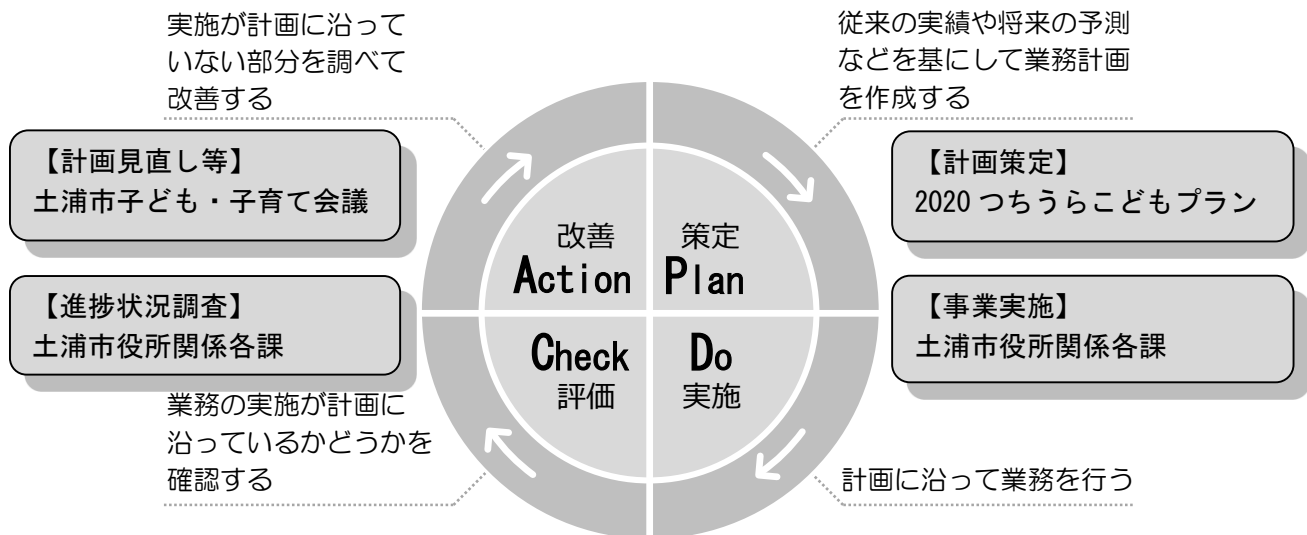 実施が計画に沿って
いない部分を調べて
改善する
従来の実績や将来の予測
などを基にして業務計画
を作成する
【計画見直し等】
土浦市子ども・子育て会議
【計画策定】
2020 つちうらこどもプラン
改善
Action
策定
Plan
【進捗状況調査】
土浦市役所関係各課
【事業実施】
土浦市役所関係各課
Check
評価
Do
実施
業務の実施が計画に
沿っているかどうかを
確認する
計画に沿って業務を行う